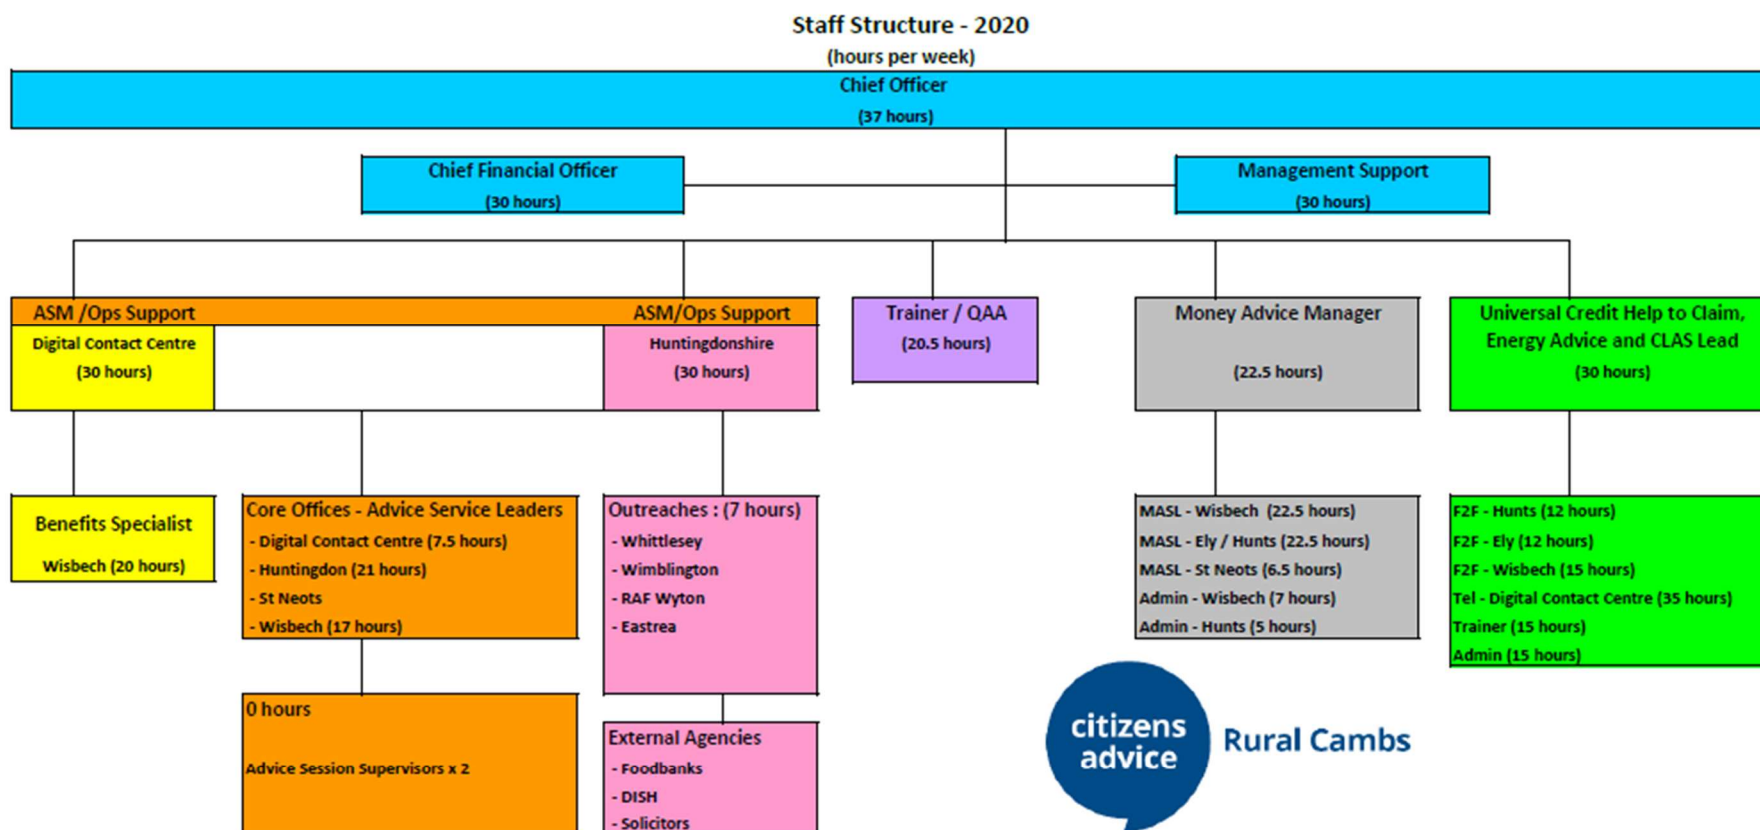 Staff Structure - 2020
(hours per week)
Chief Officer
(37 hours)
Chief Financial Officer
(30 hours)
Management Support
(30 hours)
ASM /Ops Support
Digital Contact Centre
(30 hours)
ASM/Ops Support
Huntingdonshire
(30 hours)
Trainer / QAA
(20.5 hours)
Money Advice Manager
(22.5 hours)
Universal Credit Help to Claim,
Energy Advice and CLAS Lead
(30 hours)
Benefits Specialist
Wisbech (20 hours)
Core Offices - Advice Service Leaders
- Digital Contact Centre (7.5 hours)
- Huntingdon (21 hours)
- St Neots
- Wisbech (17 hours)
0 hours
Advice Session Supervisors x 2
Outreaches : (7 hours)
- Whittlesey
- Wimblington
- RAF Wyton
- Eastrea
External Agencies
- Foodbanks
- DISH
- Solicitors
MASL - Wisbech (22.5 hours)
MASL - Ely / Hunts (22.5 hours)
MASL - St Neots (6.5 hours)
Admin - Wisbech (7 hours)
Admin - Hunts (5 hours)
F2F - Hunts (12 hours)
F2F - Ely (12 hours)
F2F - Wisbech (15 hours)
Tel - Digital Contact Centre (35 hours)
Trainer (15 hours)
Admin (15 hours)
citizens
advice
Rural Cambs